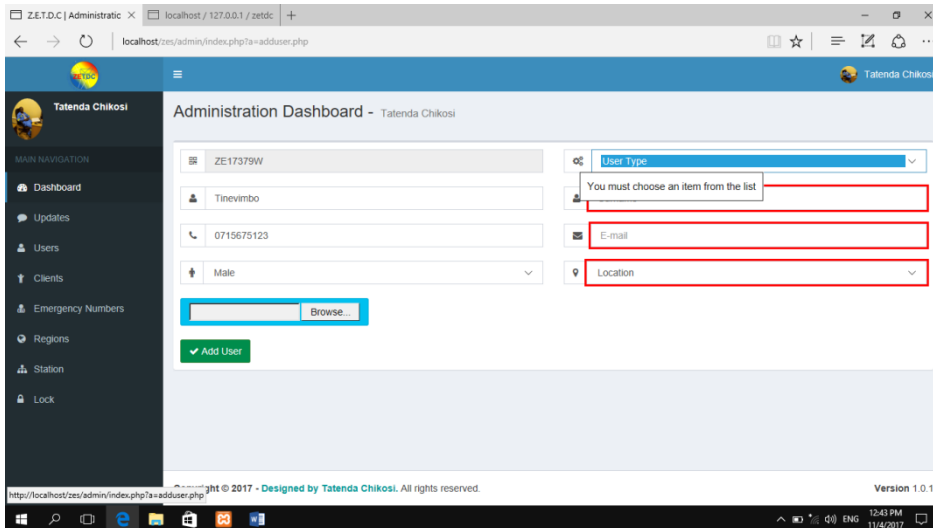 Z.E.T.D.C | Administratic
localhost / 127.0.0.1 / zetdc
localhost/zes/admin/index.php?a=adduser.php
ZETDC
Tatenda Chikosi
Tatenda Chikosi
Administration Dashboard - Tatenda Chikosi
MAIN NAVIGATION
Dashboard
Updates
Users
Clients
Emergency Numbers
Regions
Station
Lock
ZE17379W
User Type
You must choose an item from the list
Tinevimbo
0715675123
E-mail
Male
Location
Browse...
Add User
Copyright © 2017 - Designed by Tatenda Chikosi. All rights reserved.
Version 1.0.1
http://localhost/zes/admin/index.php?a=adduser.php
ENG
12:43 PM
11/4/2017